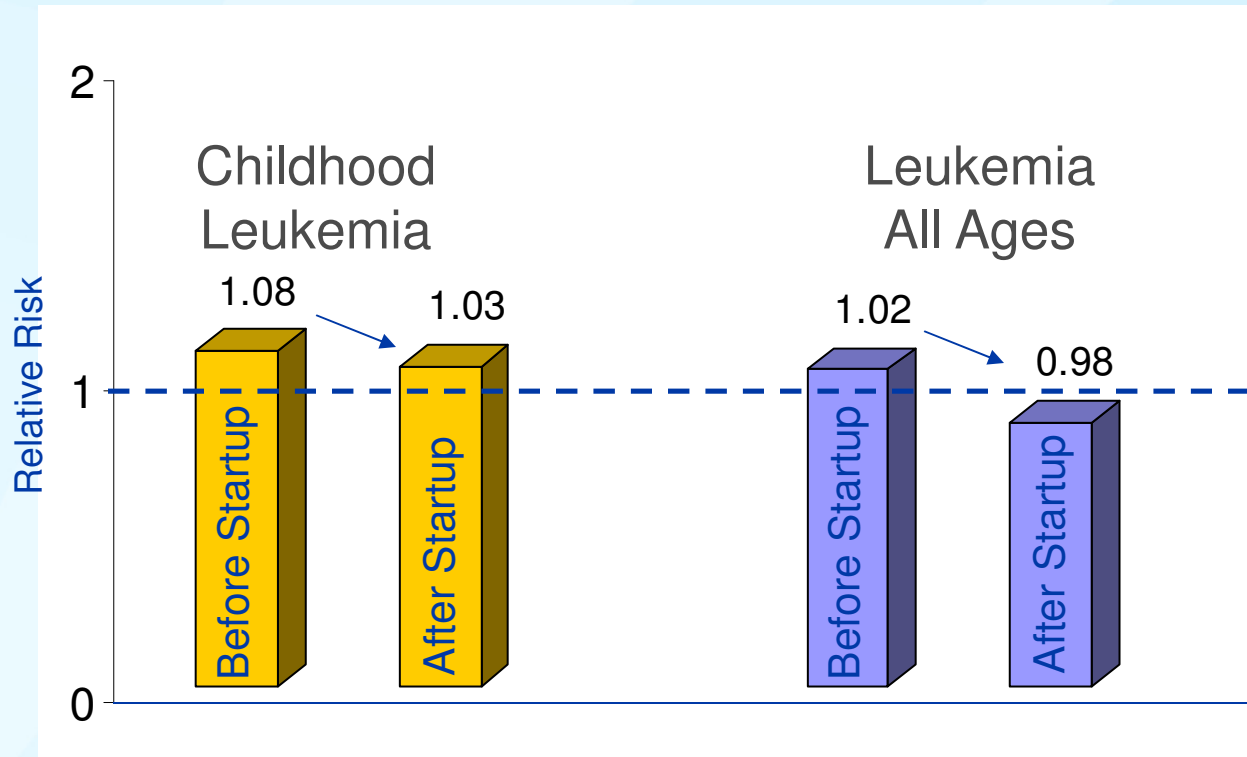 2
Childhood
Leukemia
Leukemia
All Ages
1.08
1.03
1.02
0.98
1
Relative Risk
Before Startup
After Startup
Before Startup
After Startup
0